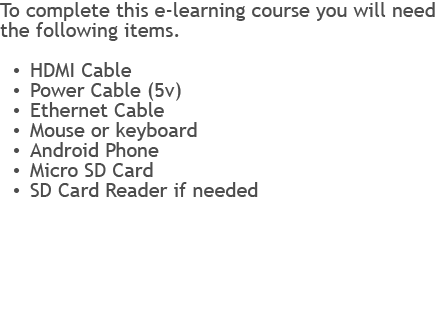 To complete this e-learning course you will need
the following items.
• HDMI Cable
• Power Cable (5v)
• Ethernet Cable
• Mouse or keyboard
• Android Phone
• Micro SD Card
• SD Card Reader if needed